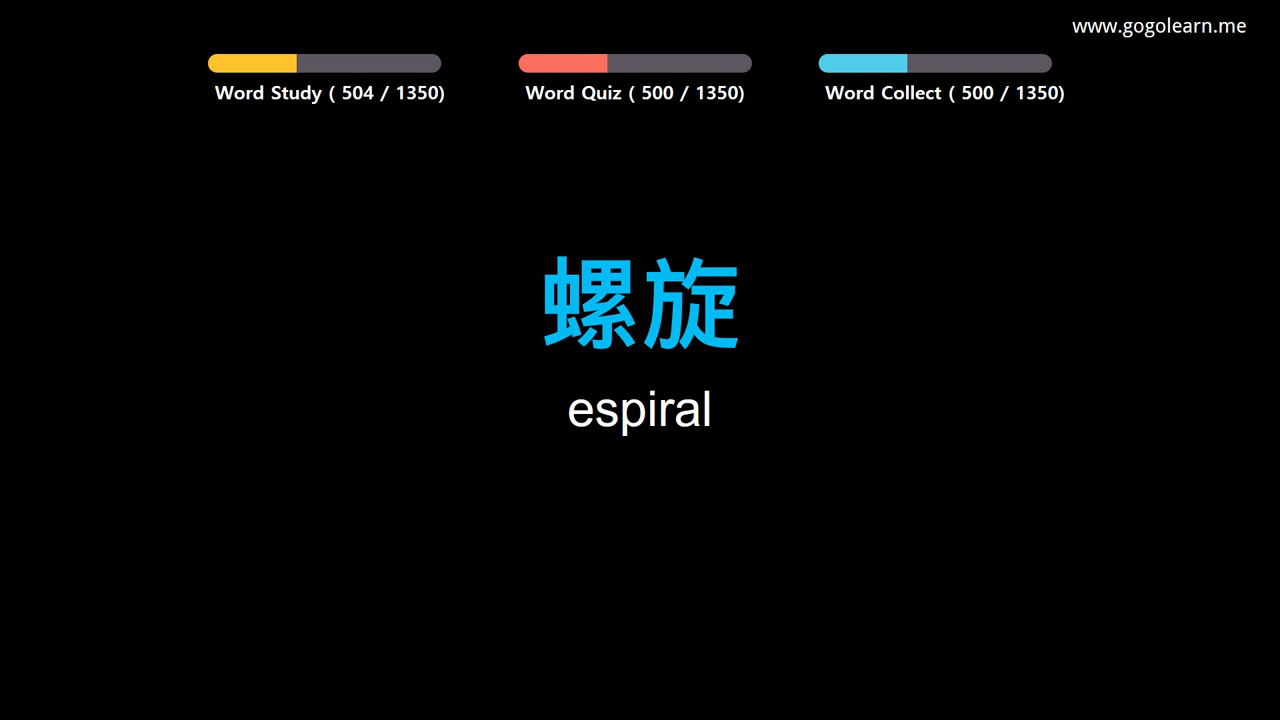 www.gogolearn.me
Word Study ( 504 / 1350)
Word Quiz ( 500 / 1350)
Word Collect ( 500 / 1350)
螺旋
espiral